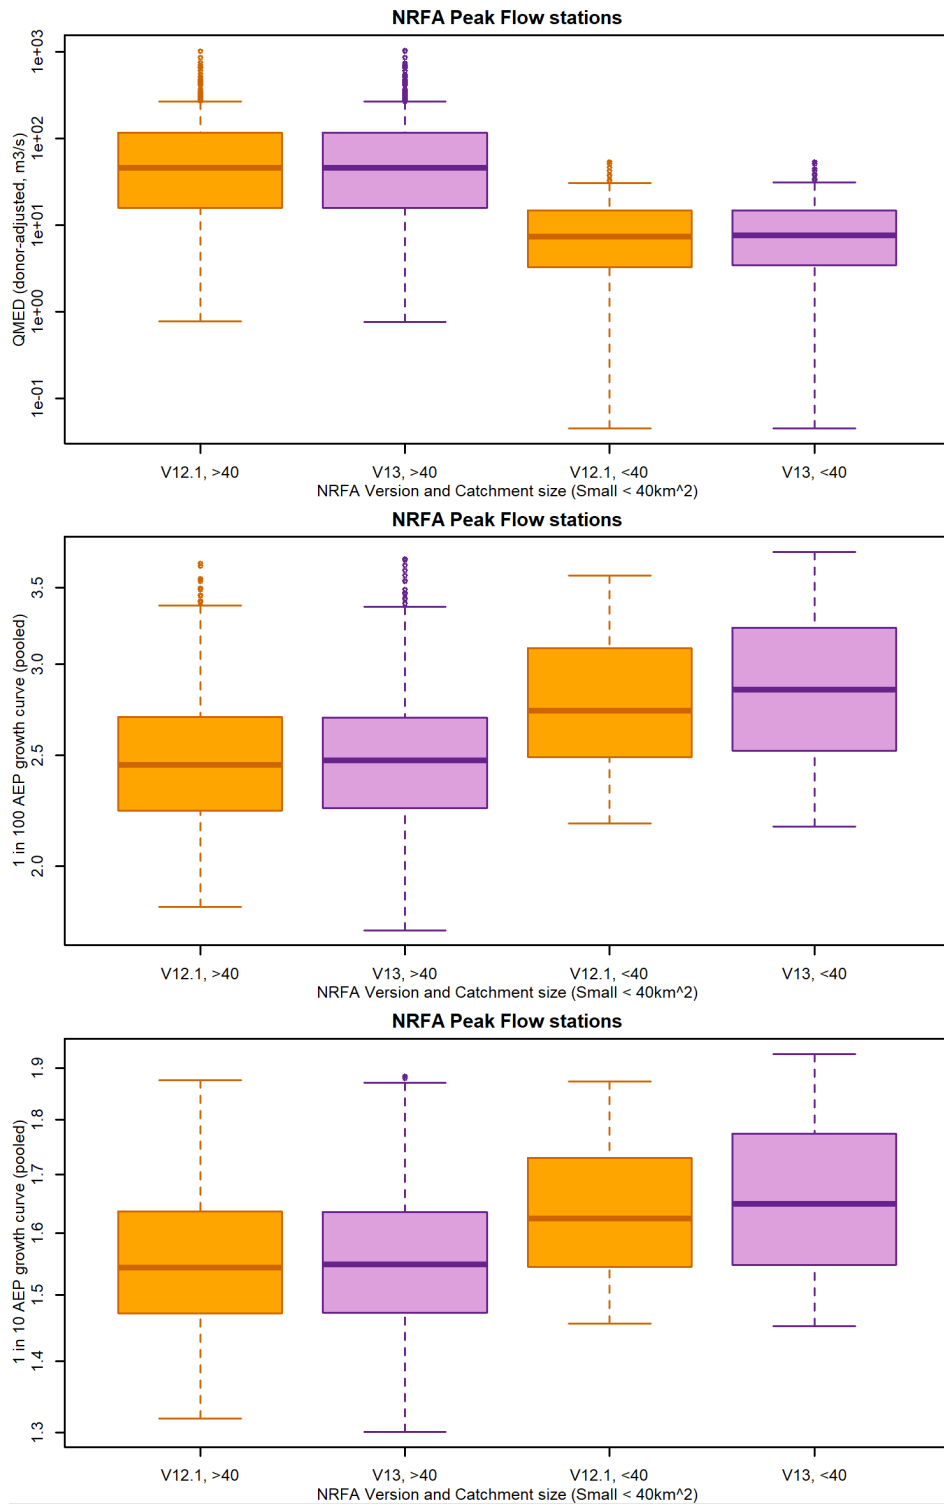 NRFA Peak Flow stations
QMED (donor-adjusted, m3/s)
1e+03
1e+02
1e+01
1e+00
1e-01
V12.1, >40 V13, >40 V12.1, <40 V13, <40
NRFA Version and Catchment size (Small < 40km^2)
NRFA Peak Flow stations
1 in 100 AEP growth curve (pooled)
3.5
3.0
2.5
2.0
V12.1, >40 V13, >40 V12.1, <40 V13, <40
NRFA Version and Catchment size (Small < 40km^2)
NRFA Peak Flow stations
1 in 10 AEP growth curve (pooled)
1.9
1.8
1.7
1.6
1.5
1.4
1.3
V12.1, >40 V13, >40 V12.1, <40 V13, <40
NRFA Version and Catchment size (Small < 40km^2)